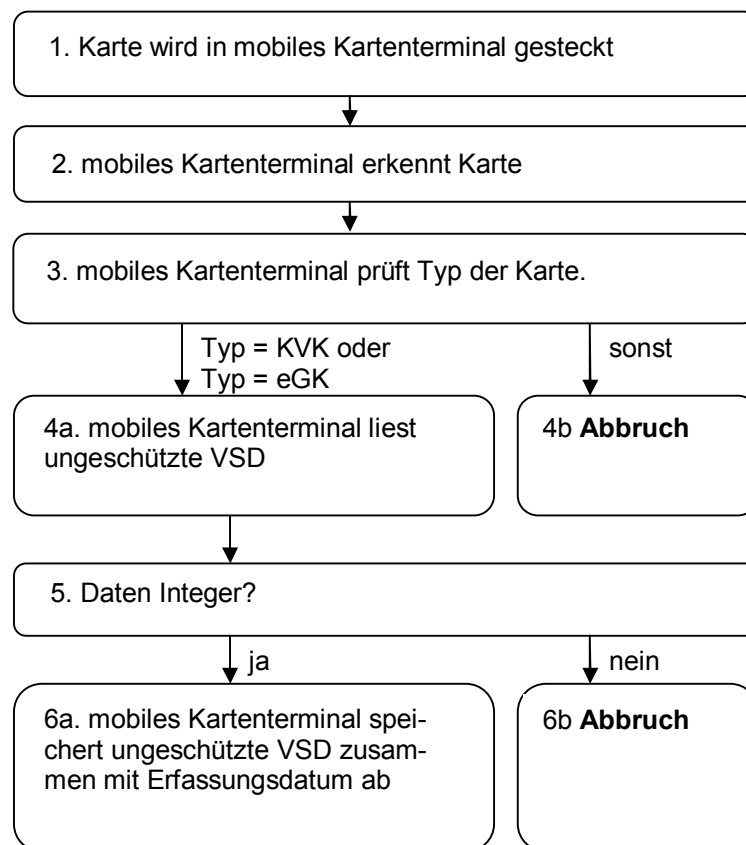 1. Karte wird in mobiles Kartenterminal gesteckt
2. mobiles Kartenterminal erkennt Karte
3. mobiles Kartenterminal prüft Typ der Karte.
Typ = KVK oder
Typ = eGK
sonst
4a. mobiles Kartenterminal liest
ungeschützte VSD
4b Abbruch
5. Daten Integer?
ja
nein
6a. mobiles Kartenterminal spei-
chert ungeschützte VSD zusam-
men mit Erfassungsdatum ab
6b Abbruch